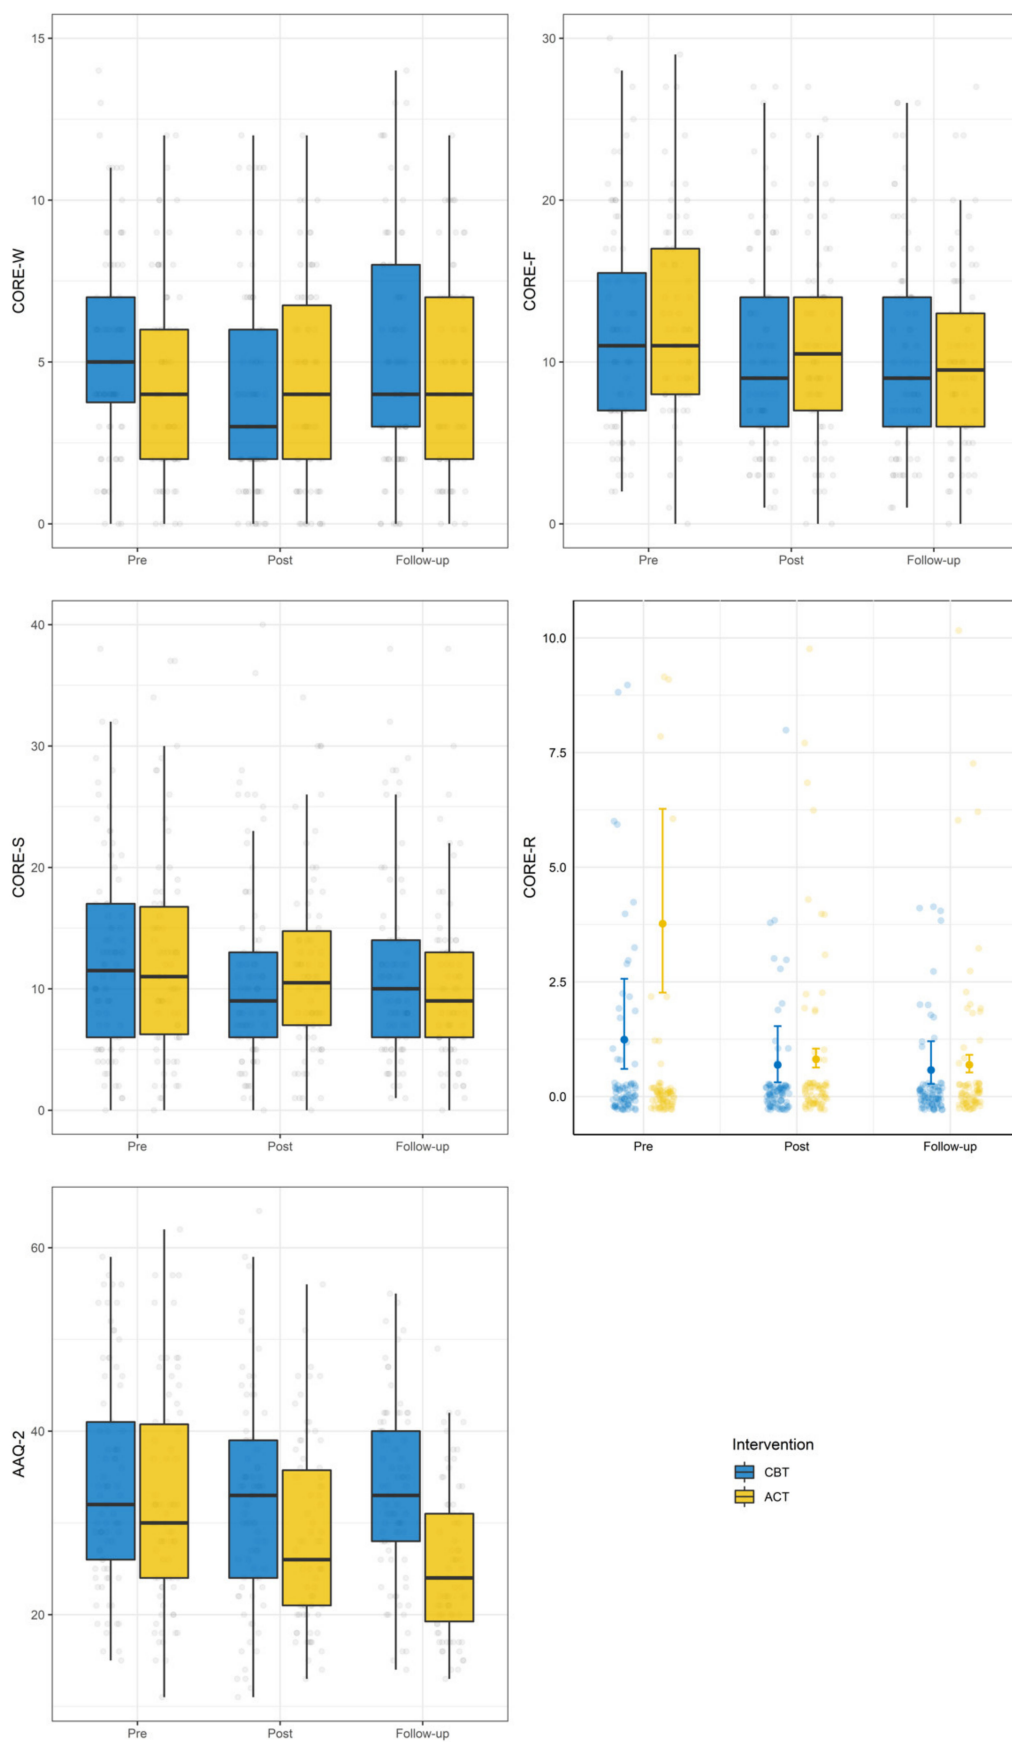 15
10
5
0
CORE-W
Pre
Post
Follow-up
30
20
10
0
CORE-F
Pre
Post
Follow-up
40
30
20
10
0
CORE-S
Pre
Post
Follow-up
10.0
7.5
5.0
2.5
0.0
CORE-R
Pre
Post
Follow-up
60
40
20
AAQ-2
Pre
Post
Follow-up
Intervention
CBT
ACT